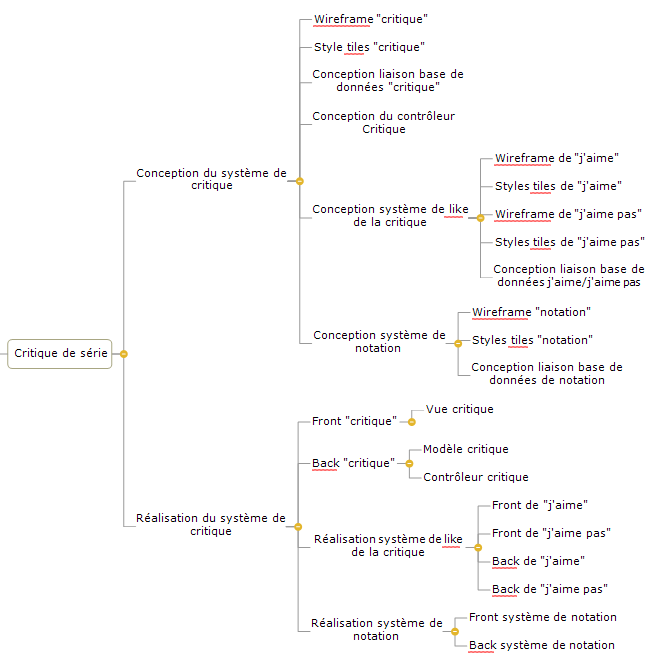 Wireframe "critique"
Style tiles "critique"
Conception liaison base de
données "critique"
Conception du contrôleur
Critique
Conception du système de
critique
Conception système de like
de la critique
Wireframe de "j'aime"
Styles tiles de "j'aime"
Wireframe de "j'aime pas"
Styles tiles de "j'aime pas"
Conception liaison base de
données j'aime/j'aime pas
Conception système de
notation
Wireframe "notation"
Styles tiles "notation"
Conception liaison base de
données de notation
Critique de série
Réalisation du système de
critique
Front "critique"
Vue critique
Back "critique"
Modèle critique
Contrôleur critique
Réalisation système de like
de la critique
Front de "j'aime"
Front de "j'aime pas"
Back de "j'aime"
Back de "j'aime pas"
Réalisation système de
notation
Front système de notation
Back système de notation